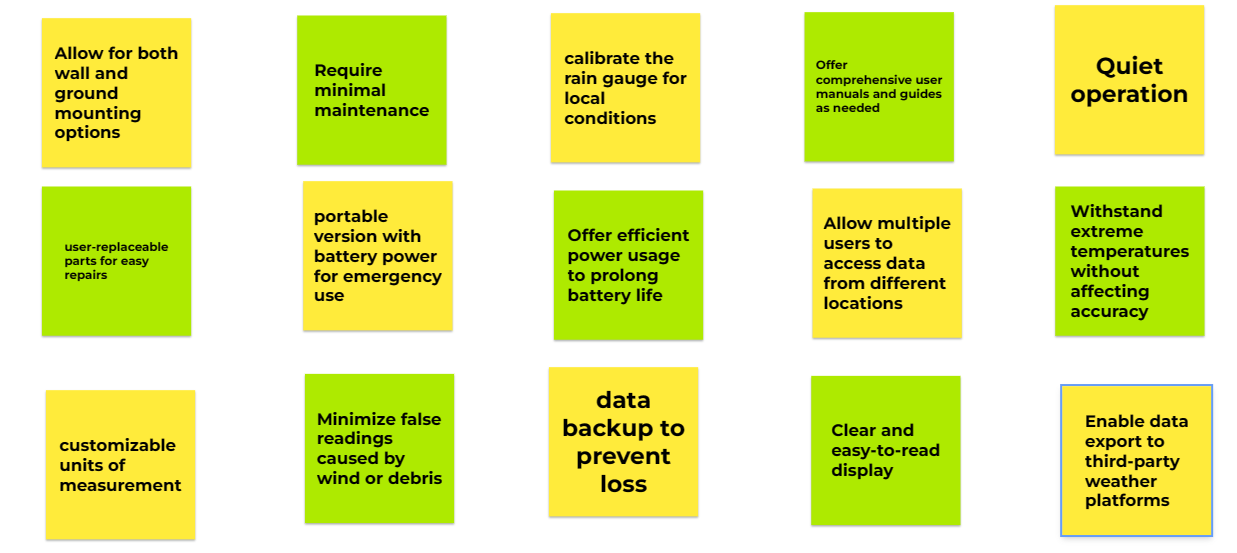 Allow for both
wall and
ground
mounting
options
Require
minimal
maintenance
calibrate the
rain gauge for
local
conditions
Offer
comprehensive user
manuals and guides
as needed
Quiet
operation
user-replaceable
parts for easy
repairs
portable
version with
battery power
for emergency
use
Offer efficient
power usage
to prolong
battery life
Allow multiple
users to
access data
from different
locations
Withstand
extreme
temperatures
without
affecting
accuracy
customizable
units of
measurement
Minimize false
readings
caused by
wind or debris
data
backup to
prevent
loss
Clear and
easy-to-read
display
Enable data
export to
third-party
weather
platforms